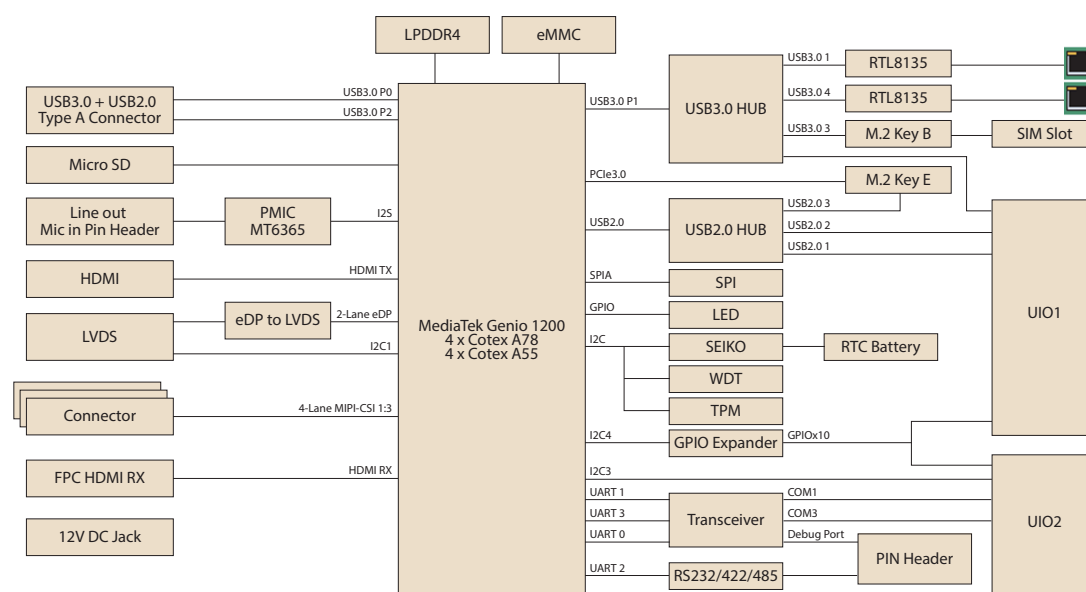 LPDDR4
eMMC
USB3.0 + USB2.0
Type A Connector
USB3.0 P0
USB3.0 P2
Micro SD
Line out
Mic in Pin Header
PMIC
MT6365
I2S
HDMI
HDMI TX
LVDS
eDP to LVDS
2-Lane eDP
I2C1
Connector
4-Lane MIPI-CSI 1:3
FPC HDMI RX
HDMI RX
12V DC Jack
MediaTek Genio 1200
4 x Cotex A78
4 x Cotex A55
USB3.0 P1
USB3.0 HUB
USB3.0 1
RTL8135
USB3.0 4
RTL8135
USB3.0 3
M.2 Key B
SIM Slot
PCIe3.0
M.2 Key E
USB2.0
USB2.0 HUB
USB2.0 3
USB2.0 2
USB2.0 1
SPIA
SPI
GPIO
LED
I2C
SEIKO
RTC Battery
WDT
TPM
I2C4
GPIO Expander
GPIOx10
I2C3
UIO1
UART 1
UART 3
UART 0
Transceiver
COM1
COM3
Debug Port
UIO2
PIN Header
UART 2
RS232/422/485